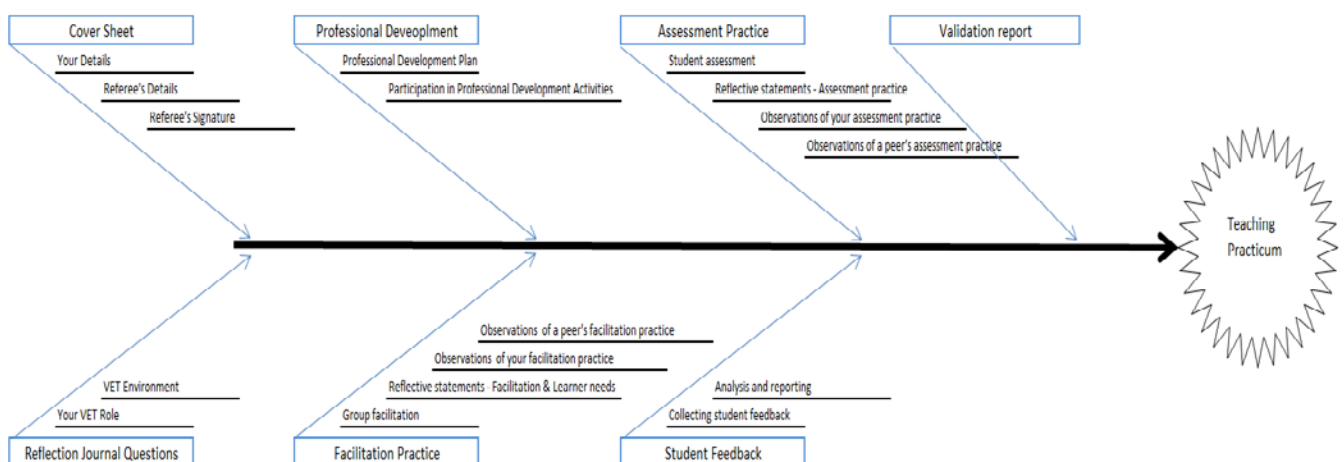 Cover Sheet
Your Details
Referee's Details
Referee's Signature
Professional Deveoplment
Professional Development Plan
Participation in Professional Development Activities
Assessment Practice
Student assessment
Reflective statements - Assessment practice
Observations of your assessment practice
Observations of a peer's assessment practice
Validation report
Teaching
Practicum
VET Environment
Your VET Role
Reflection Journal Questions
Observations of a peer's facilitation practice
Observations of your facilitation practice
Reflective statements - Facilitation & Learner needs
Group facilitation
Facilitation Practice
Analysis and reporting
Collecting student feedback
Student Feedback